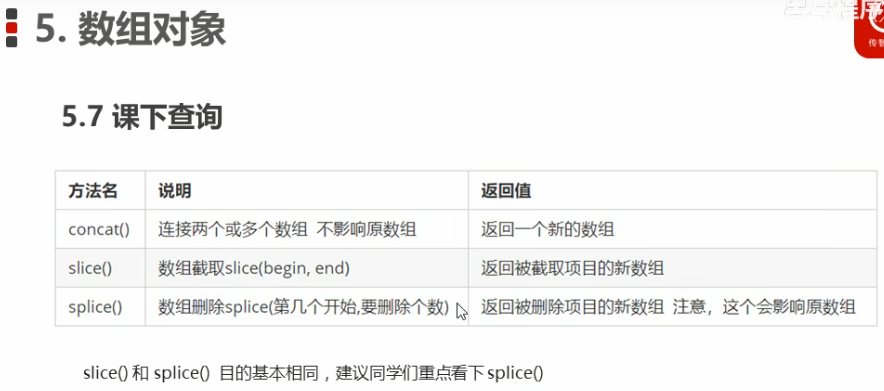 5. 数组对象
传智
5.7 课下查询
方法名 说明 返回值
concat() 连接两个或多个数组 不影响原数组 返回一个新的数组
slice() 数组截取slice(begin, end) 返回被截取项目的新数组
splice() 数组删除splice(第几个开始,要删除个数) 返回被删除项目的新数组 注意，这个会影响原数组
slice() 和 splice() 目的基本相同，建议同学们重点看下 splice()